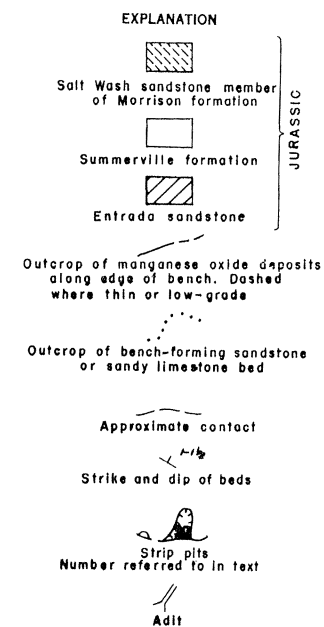 EXPLANATION
Salt Wash sandstone member
of Morrison formation
Summerville formation
Entrada sandstone
JURASSIC
Outcrop of manganese oxide deposits
along edge of bench. Dashed
where thin or low-grade
Outcrop of bench-forming sandstone
or sandy limestone bed
Approximate contact
Strike and dip of beds
Strip pits
Number referred to in text
Adit